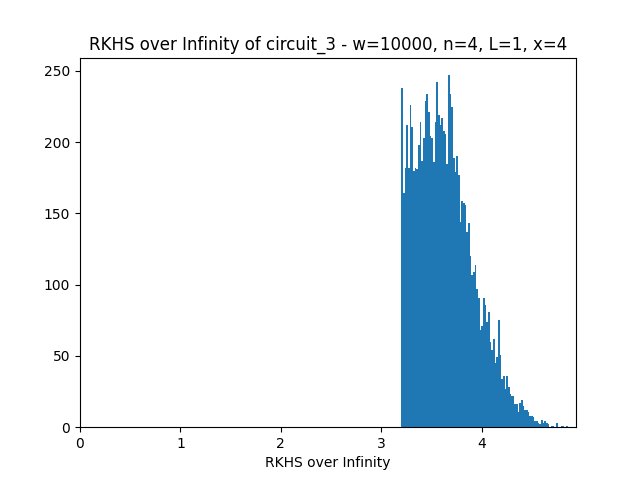 RKHS over Infinity of circuit_3 - w=10000, n=4, L=1, x=4
250
200
150
100
50
0
0 1 2 3 4
RKHS over Infinity